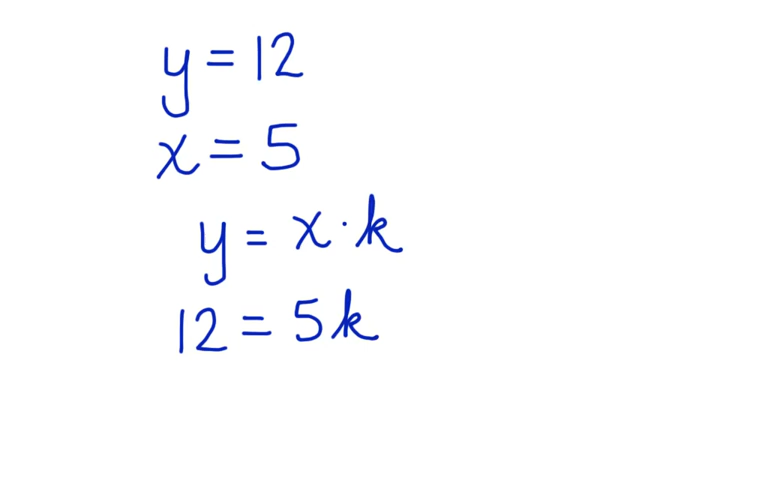 y = 12
x = 5
y = x · k
12 = 5k